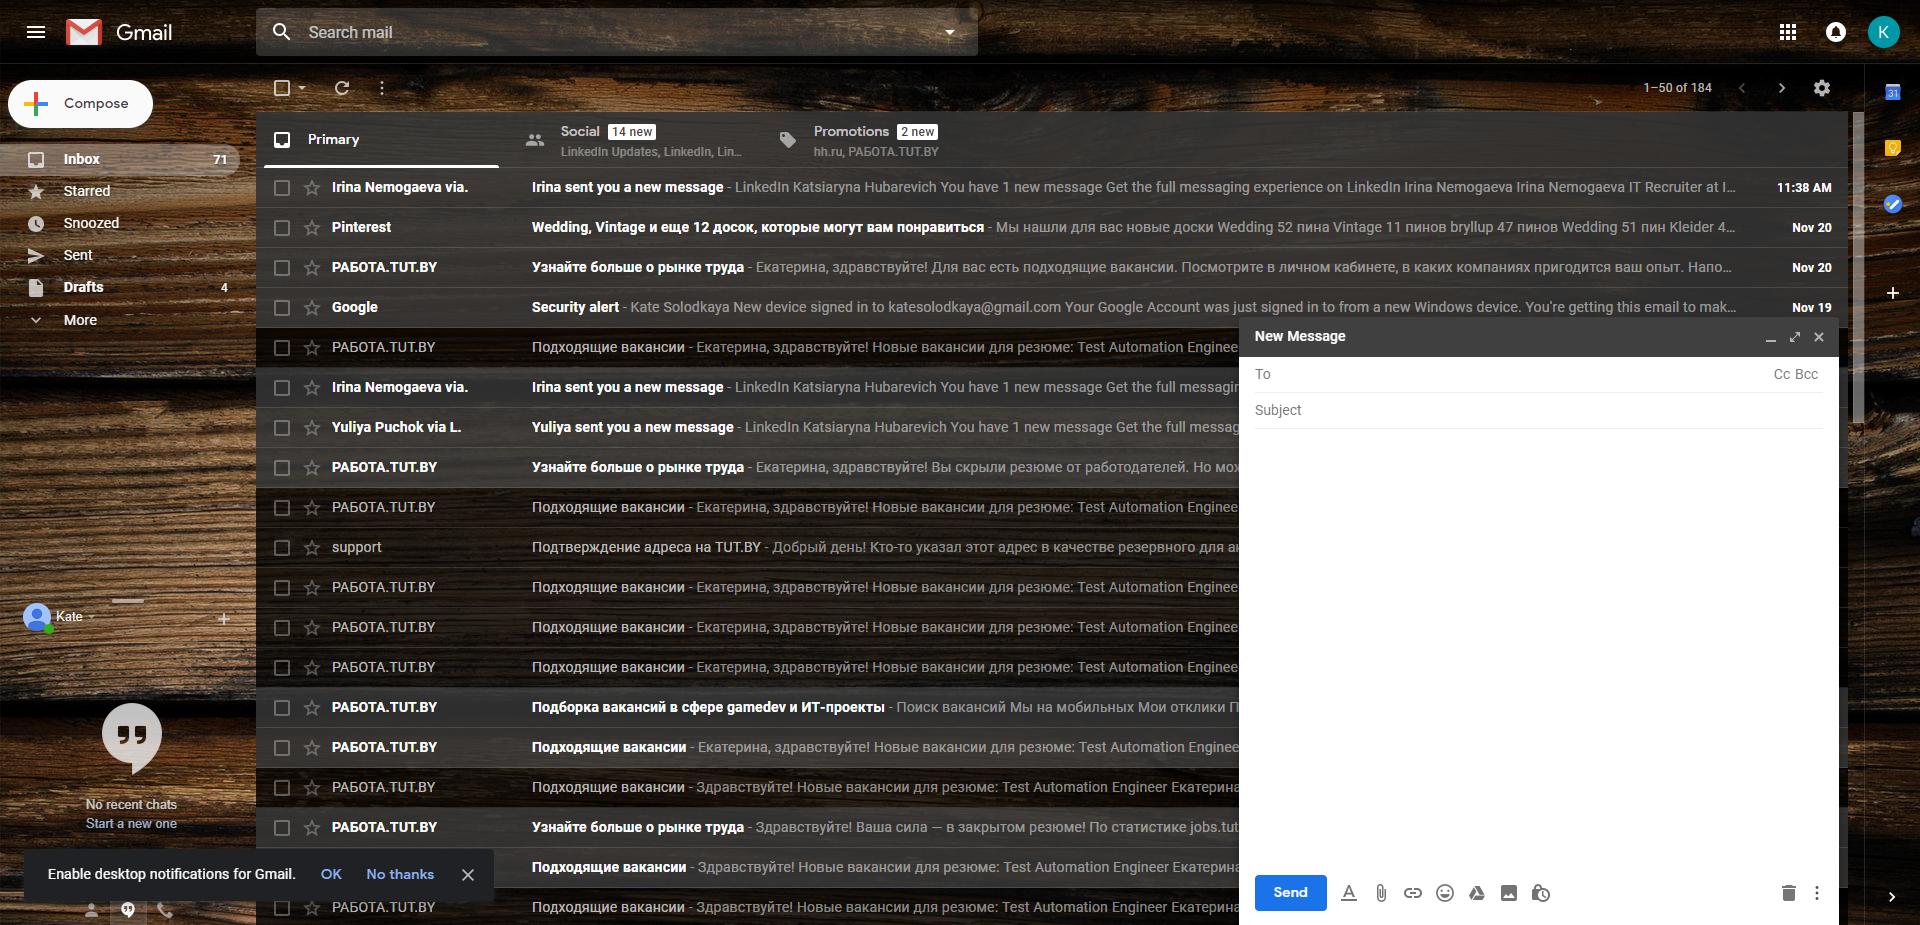 Gmail
Search mail
K
Compose
1–50 of 184
31
Primary
Social 14 new
LinkedIn Updates, LinkedIn, Lin...
Promotions 2 new
hh.ru, РАБОТА.TUT.BY
Inbox 71
Starred
Snoozed
Sent
Drafts 4
More
Irina Nemogaeva via. Irina sent you a new message - LinkedIn Katsiaryna Hubarevich You have 1 new message Get the full messaging experience on LinkedIn Irina Nemogaeva Irina Nemogaeva IT Recruiter at I... 11:38 AM
Pinterest Wedding, Vintage и еще 12 досок, которые могут вам понравиться - Мы нашли для вас новые доски Wedding 52 пина Vintage 11 пинов bryllup 47 пинов Wedding 51 пин Kleider 4... Nov 20
РАБОТА.TUT.BY Узнайте больше о рынке труда - Екатерина, здравствуйте! Для вас есть подходящие вакансии. Посмотрите в личном кабинете, в каких компаниях пригодится ваш опыт. Напо... Nov 20
Google Security alert - Kate Solodkaya New device signed in to katesolodkaya@gmail.com Your Google Account was just signed in to from a new Windows device. You're getting this email to mak... Nov 19
РАБОТА.TUT.BY Подходящие вакансии - Екатерина, здравствуйте! Новые вакансии для резюме: Test Automation Enginee
Irina Nemogaeva via. Irina sent you a new message - LinkedIn Katsiaryna Hubarevich You have 1 new message Get the full messagin
Yuliya Puchok via L. Yuliya sent you a new message - LinkedIn Katsiaryna Hubarevich You have 1 new message Get the full messag
РАБОТА.TUT.BY Узнайте больше о рынке труда - Екатерина, здравствуйте! Вы скрыли резюме от работодателей. Но мож
РАБОТА.TUT.BY Подходящие вакансии - Екатерина, здравствуйте! Новые вакансии для резюме: Test Automation Enginee
support Подтверждение адреса на TUT.BY - Добрый день! Кто-то указал этот адрес в качестве резервного для ак
РАБОТА.TUT.BY Подходящие вакансии - Екатерина, здравствуйте! Новые вакансии для резюме: Test Automation Enginee
РАБОТА.TUT.BY Подходящие вакансии - Екатерина, здравствуйте! Новые вакансии для резюме: Test Automation Enginee
РАБОТА.TUT.BY Подходящие вакансии - Екатерина, здравствуйте! Новые вакансии для резюме: Test Automation Enginee
РАБОТА.TUT.BY Подборка вакансий в сфере gamedev и ИТ-проекты - Поиск вакансий Мы на мобильных Мои отклики П
РАБОТА.TUT.BY Подходящие вакансии - Екатерина, здравствуйте! Новые вакансии для резюме: Test Automation Enginee
РАБОТА.TUT.BY Подходящие вакансии - Здравствуйте! Новые вакансии для резюме: Test Automation Engineer Екатерина
РАБОТА.TUT.BY Узнайте больше о рынке труда - Здравствуйте! Ваша сила — в закрытом резюме! По статистике jobs.tut
Подходящие вакансии - Здравствуйте! Новые вакансии для резюме: Test Automation Engineer Екатерина
РАБОТА.TUT.BY Подходящие вакансии - Здравствуйте! Новые вакансии для резюме: Test Automation Engineer Екатерина
Kate
No recent chats
Start a new one
Enable desktop notifications for Gmail. OK No thanks
New Message
To Cc Bcc
Subject
Send